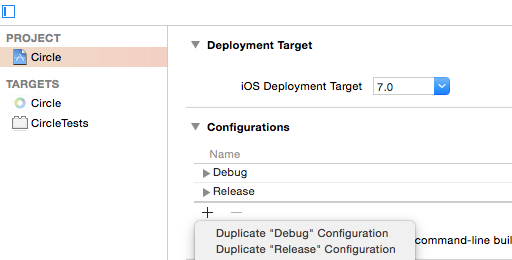 PROJECT
Circle
TARGETS
Circle
CircleTests
Deployment Target
iOS Deployment Target 7.0
Configurations
Name
Debug
Release
Duplicate "Debug" Configuration
Duplicate "Release" Configuration
command-line buil